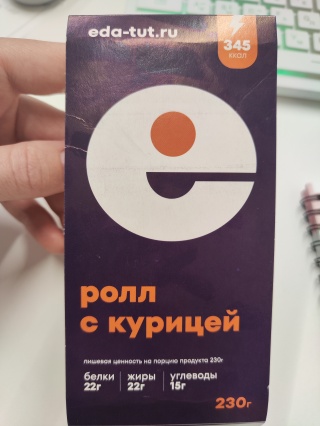 eda-tut.ru
345
ккал
ролл
с курицей
пищевая ценность на порцию продукта 230г
белки жиры углеводы
22г 22г 15г
230г